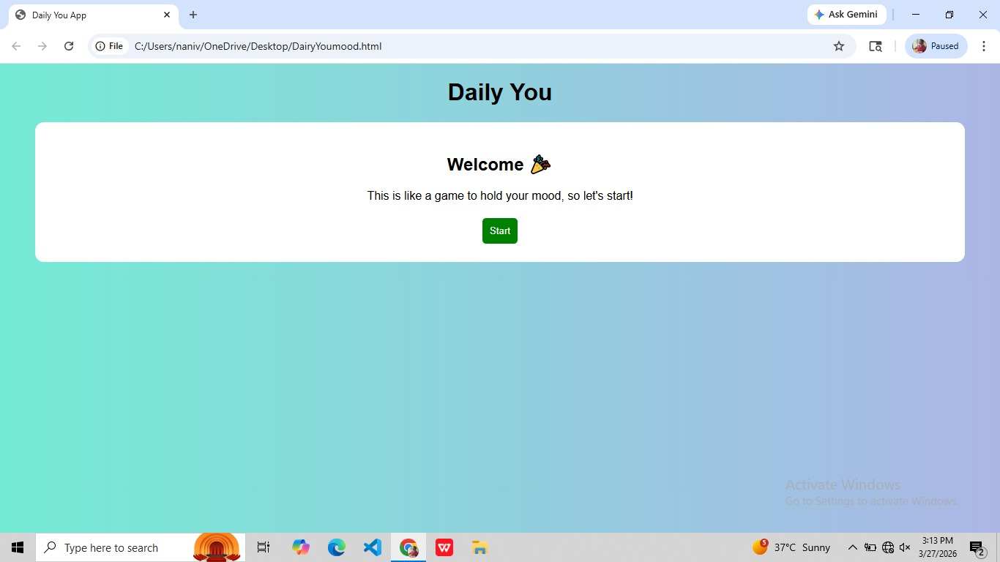 Daily You App
Ask Gemini
File
C:/Users/naniv/OneDrive/Desktop/DairyYoumood.html
Paused
Daily You
Welcome
This is like a game to hold your mood, so let's start!
Start
Activate Windows
Go to Settings to activate Windows.
Type here to search
W
5
37°C Sunny
3:13 PM
3/27/2026
2